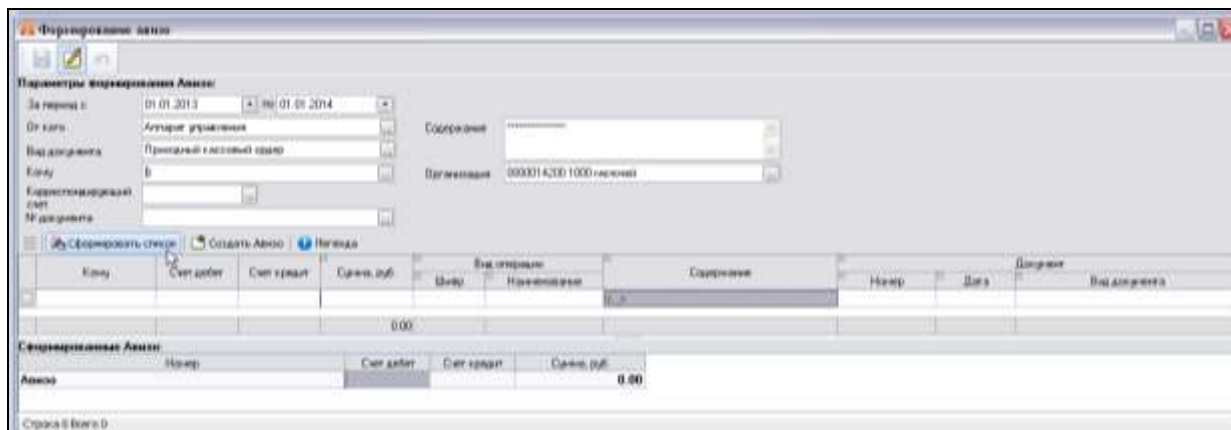 Формирование авизо
Параметры формирования Авизо:
За период с 01.01.2013 по 01.01.2014
От кого Аппарат управления Содержание
Вид документа Приходный кассовый ордер
Кому Организация 0000014200 1000 мелочей
Корреспондирующий счет
№ документа
Сформировать список Создать Авизо Легенда
Кому Счет дебет Счет кредит Сумма, руб. Вид операции Содержание Документ
Шифр Наименование Номер Дата Вид документа
0.00
Сформированные Авизо:
Номер Счет дебет Счет кредит Сумма, руб.
Авизо 0.00
Строка 0 Всего 0